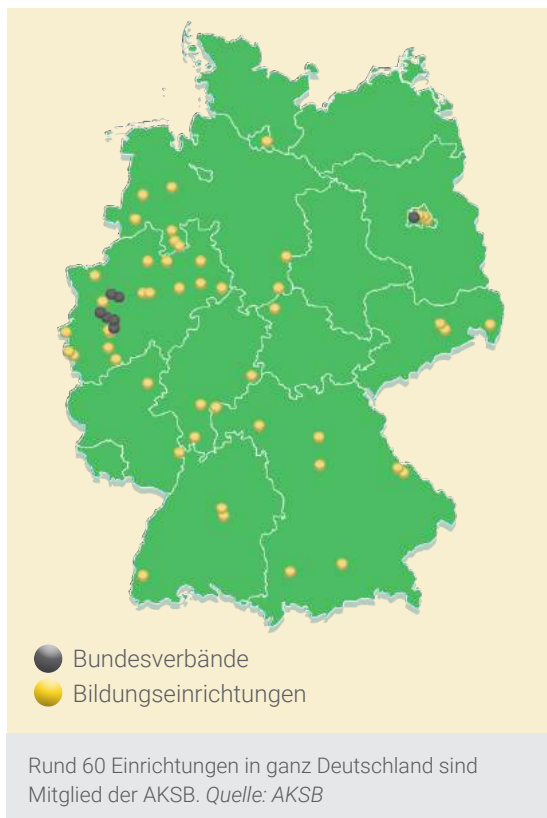 Bundesverbände
Bildungseinrichtungen
Rund 60 Einrichtungen in ganz Deutschland sind
Mitglied der AKSB. Quelle: AKSB